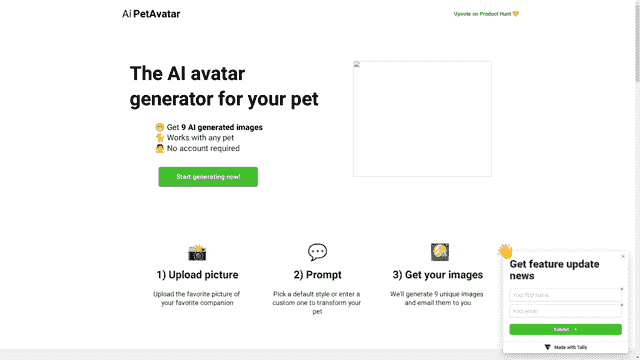 Ai PetAvatar
Upvote on Product Hunt
The AI avatar
generator for your pet
Get 9 AI generated images
Works with any pet
No account required
Start generating now!
1) Upload picture
Upload the favorite picture of
your favorite companion
2) Prompt
Pick a default style or enter a
custom one to transform your
pet
3) Get your images
We'll generate 9 unique images
and email them to you
Get feature update
news
Your first name
Your email
Submit →
Made with Tally